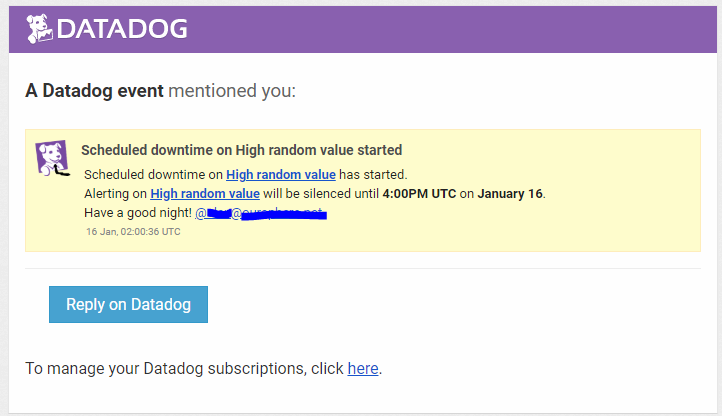 DATADOG
A Datadog event mentioned you:
Scheduled downtime on High random value started
Scheduled downtime on High random value has started.
Alerting on High random value will be silenced until 4:00PM UTC on January 16.
Have a good night! @
16 Jan, 02:00:36 UTC
Reply on Datadog
To manage your Datadog subscriptions, click here.